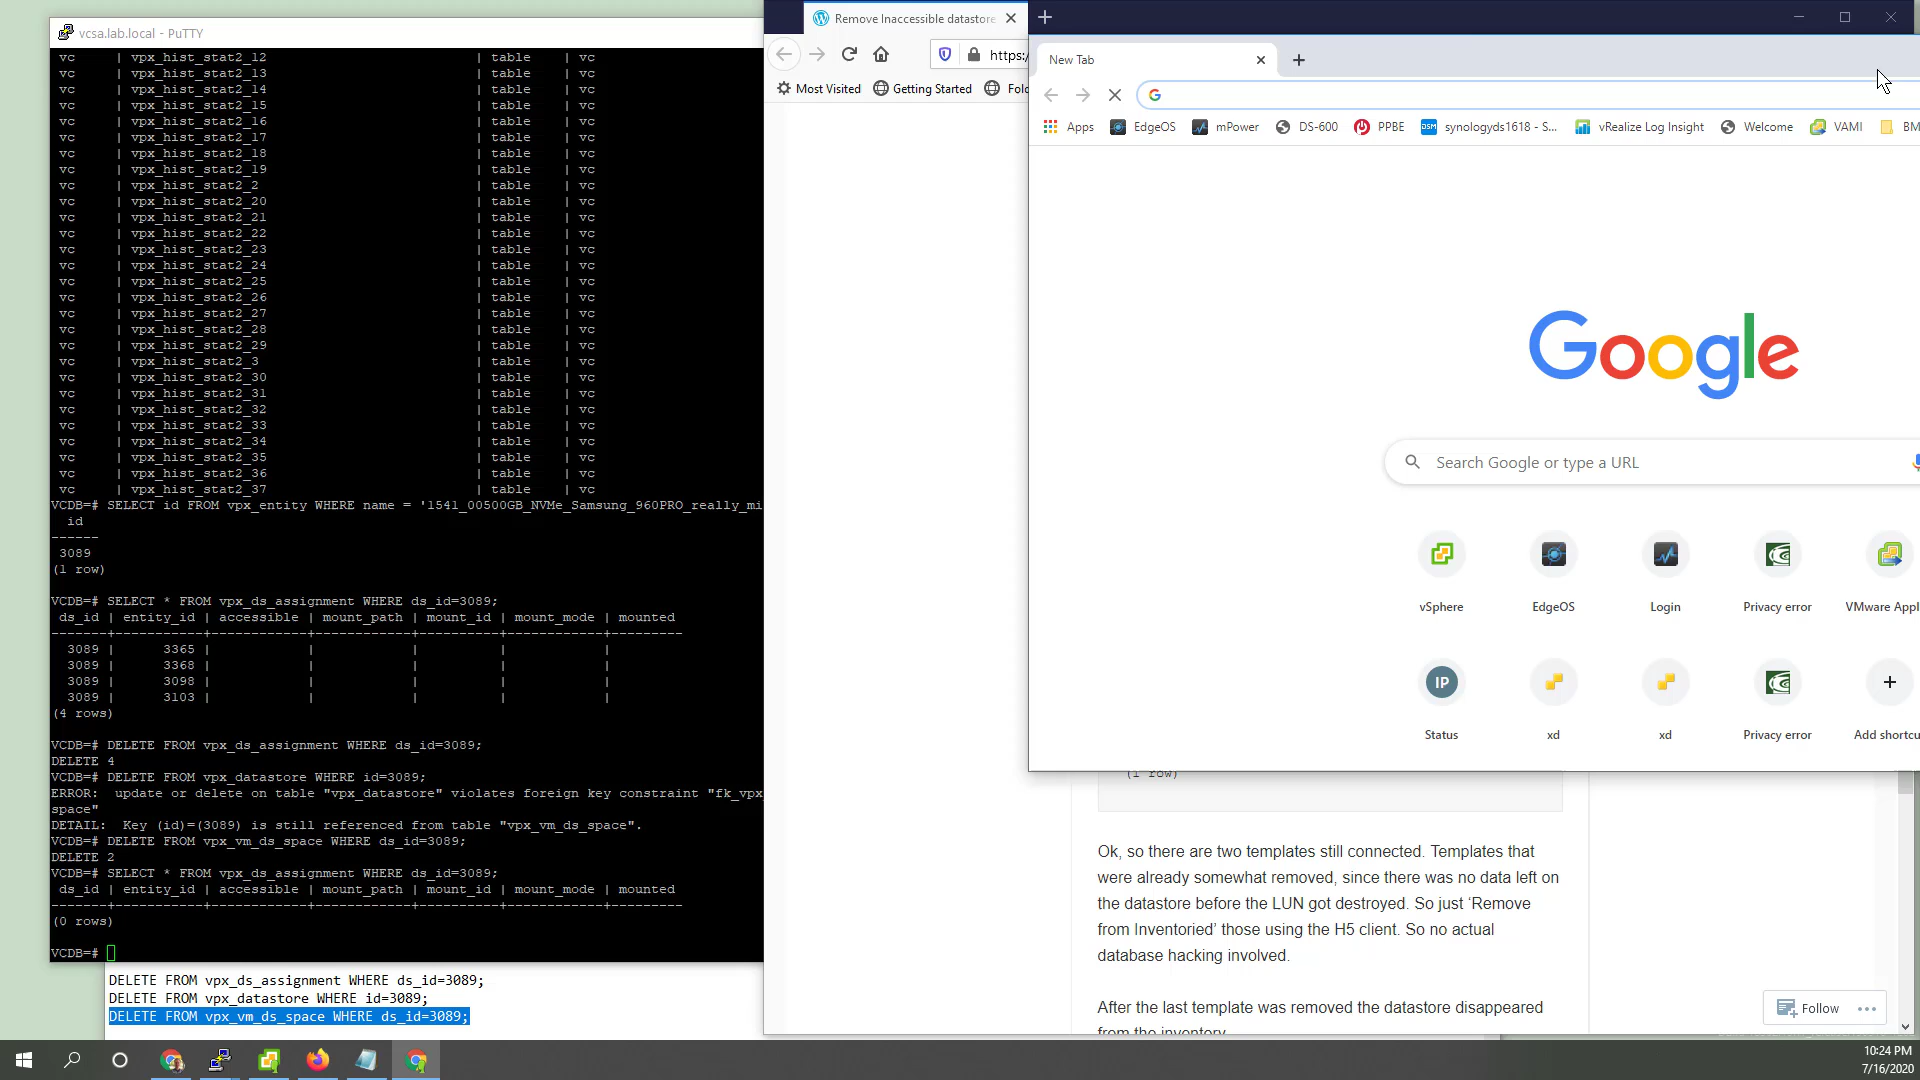 vcsa.lab.local - PuTTY
vc | vpx_hist_stat2_12 | table | vc
vc | vpx_hist_stat2_13 | table | vc
vc | vpx_hist_stat2_14 | table | vc
vc | vpx_hist_stat2_15 | table | vc
vc | vpx_hist_stat2_16 | table | vc
vc | vpx_hist_stat2_17 | table | vc
vc | vpx_hist_stat2_18 | table | vc
vc | vpx_hist_stat2_19 | table | vc
vc | vpx_hist_stat2_2 | table | vc
vc | vpx_hist_stat2_20 | table | vc
vc | vpx_hist_stat2_21 | table | vc
vc | vpx_hist_stat2_22 | table | vc
vc | vpx_hist_stat2_23 | table | vc
vc | vpx_hist_stat2_24 | table | vc
vc | vpx_hist_stat2_25 | table | vc
vc | vpx_hist_stat2_26 | table | vc
vc | vpx_hist_stat2_27 | table | vc
vc | vpx_hist_stat2_28 | table | vc
vc | vpx_hist_stat2_29 | table | vc
vc | vpx_hist_stat2_3 | table | vc
vc | vpx_hist_stat2_30 | table | vc
vc | vpx_hist_stat2_31 | table | vc
vc | vpx_hist_stat2_32 | table | vc
vc | vpx_hist_stat2_33 | table | vc
vc | vpx_hist_stat2_34 | table | vc
vc | vpx_hist_stat2_35 | table | vc
vc | vpx_hist_stat2_36 | table | vc
vc | vpx_hist_stat2_37 | table | vc
VCDB=# SELECT id FROM vpx_entity WHERE name = '1541_00500GB_NVMe_Samsung_960PRO_really_mi
id
------
3089
(1 row)
VCDB=# SELECT * FROM vpx_ds_assignment WHERE ds_id=3089;
ds_id | entity_id | accessible | mount_path | mount_id | mount_mode | mounted
-------+-----------+------------+------------+----------+------------+---------
3089 | 3365 | | | | |
3089 | 3368 | | | | |
3089 | 3098 | | | | |
3089 | 3103 | | | | |
(4 rows)
VCDB=# DELETE FROM vpx_ds_assignment WHERE ds_id=3089;
DELETE 4
VCDB=# DELETE FROM vpx_datastore WHERE id=3089;
ERROR: update or delete on table "vpx_datastore" violates foreign key constraint "fk_vpx
space"
DETAIL: Key (id)=(3089) is still referenced from table "vpx_vm_ds_space".
VCDB=# DELETE FROM vpx_vm_ds_space WHERE ds_id=3089;
DELETE 2
VCDB=# SELECT * FROM vpx_ds_assignment WHERE ds_id=3089;
ds_id | entity_id | accessible | mount_path | mount_id | mount_mode | mounted
-------+-----------+------------+------------+----------+------------+---------
(0 rows)
VCDB=#
DELETE FROM vpx_ds_assignment WHERE ds_id=3089;
DELETE FROM vpx_datastore WHERE id=3089;
DELETE FROM vpx_vm_ds_space WHERE ds_id=3089;
Remove Inaccessible datastore
https:
Most Visited Getting Started
New Tab
Apps EdgeOS mPower DS-600 PPBE synologyds1618 - S... vRealize Log Insight Welcome VAMI BM
Google
Search Google or type a URL
vSphere EdgeOS Login Privacy error VMware Appl
IP
Status xd xd Privacy error Add shortcu
(1 row)
Ok, so there are two templates still connected. Templates that
were already somewhat removed, since there was no data left on
the datastore before the LUN got destroyed. So just ‘Remove
from Inventoried’ those using the H5 client. So no actual
database hacking involved.
After the last template was removed the datastore disappeared
from the inventory
Follow
10:24 PM
7/16/2020